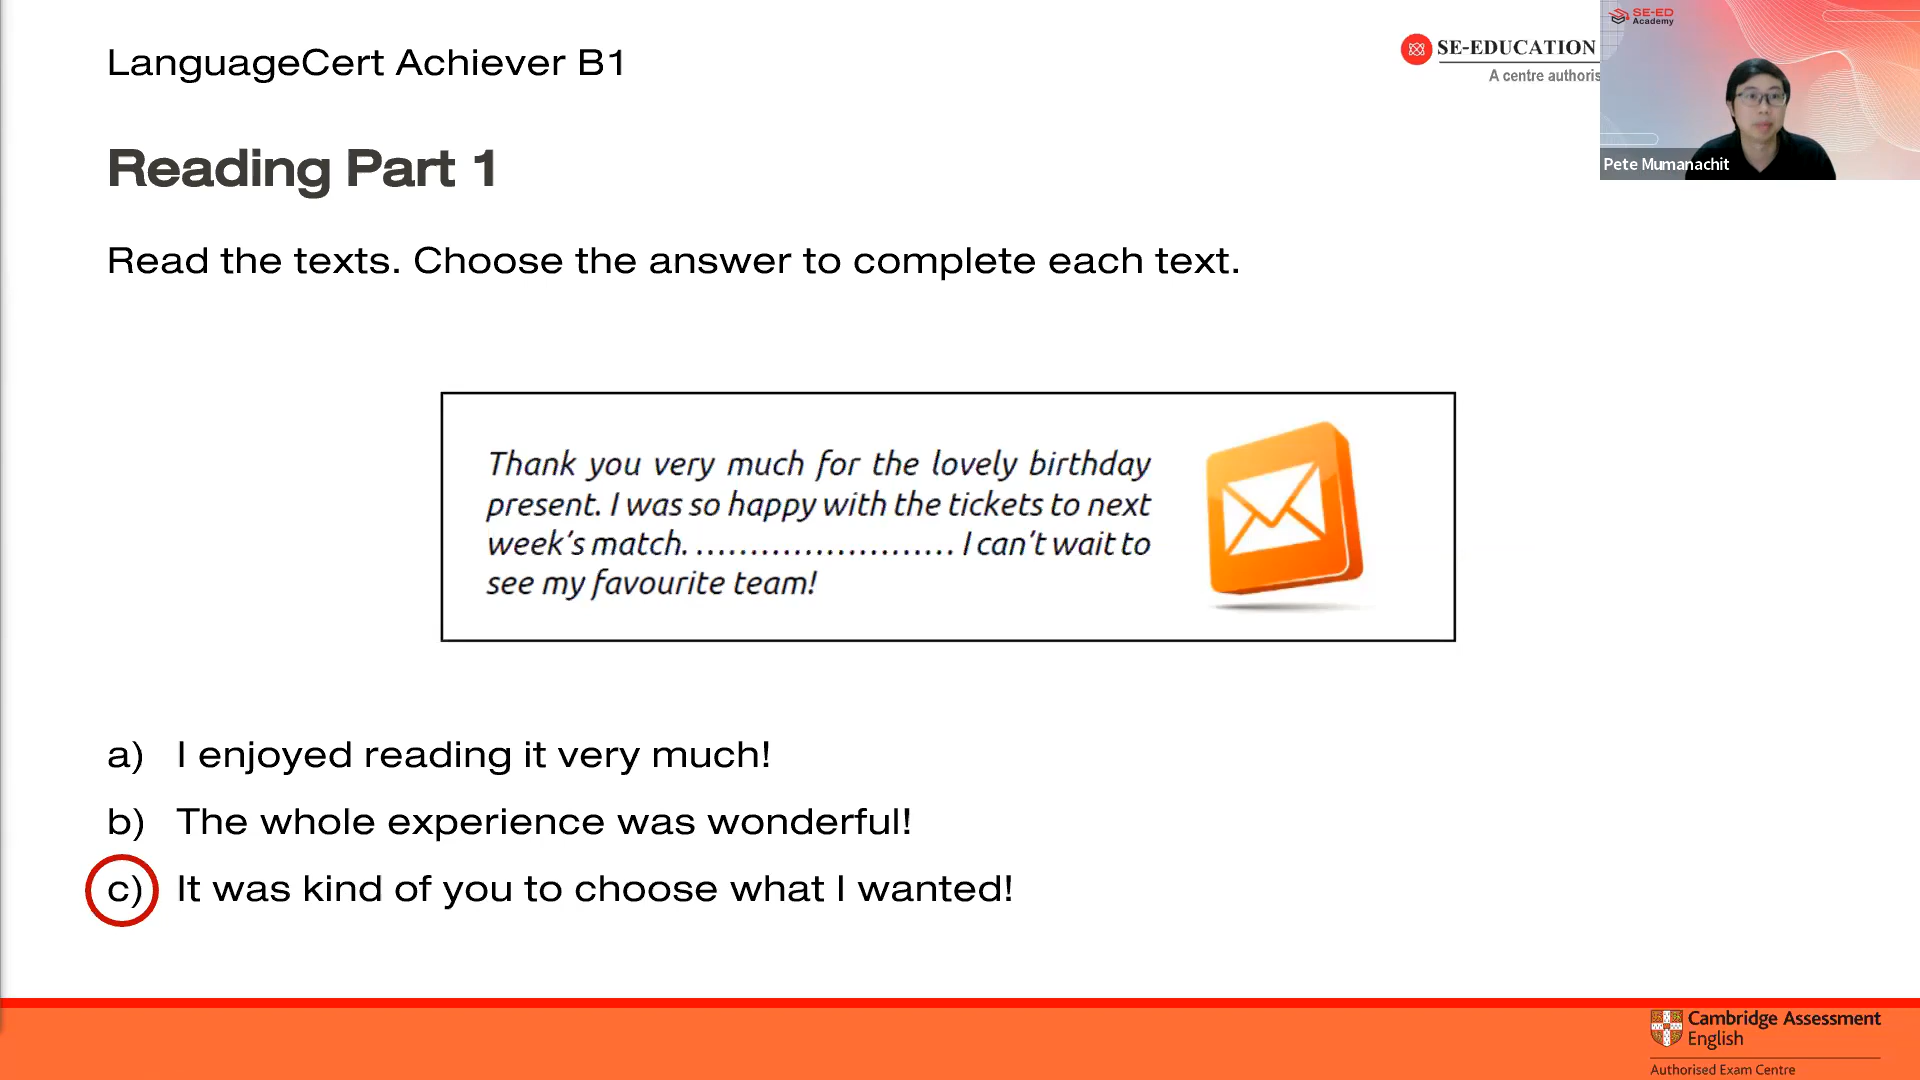 LanguageCert Achiever B1
SE-EDUCATION
A centre authoris
SE-ED
Academy
Pete Mumanachit
Reading Part 1
Read the texts. Choose the answer to complete each text.
Thank you very much for the lovely birthday
present. I was so happy with the tickets to next
week's match. ........................ I can't wait to
see my favourite team!
a) I enjoyed reading it very much!
b) The whole experience was wonderful!
c) It was kind of you to choose what I wanted!
Cambridge Assessment
English
Authorised Exam Centre